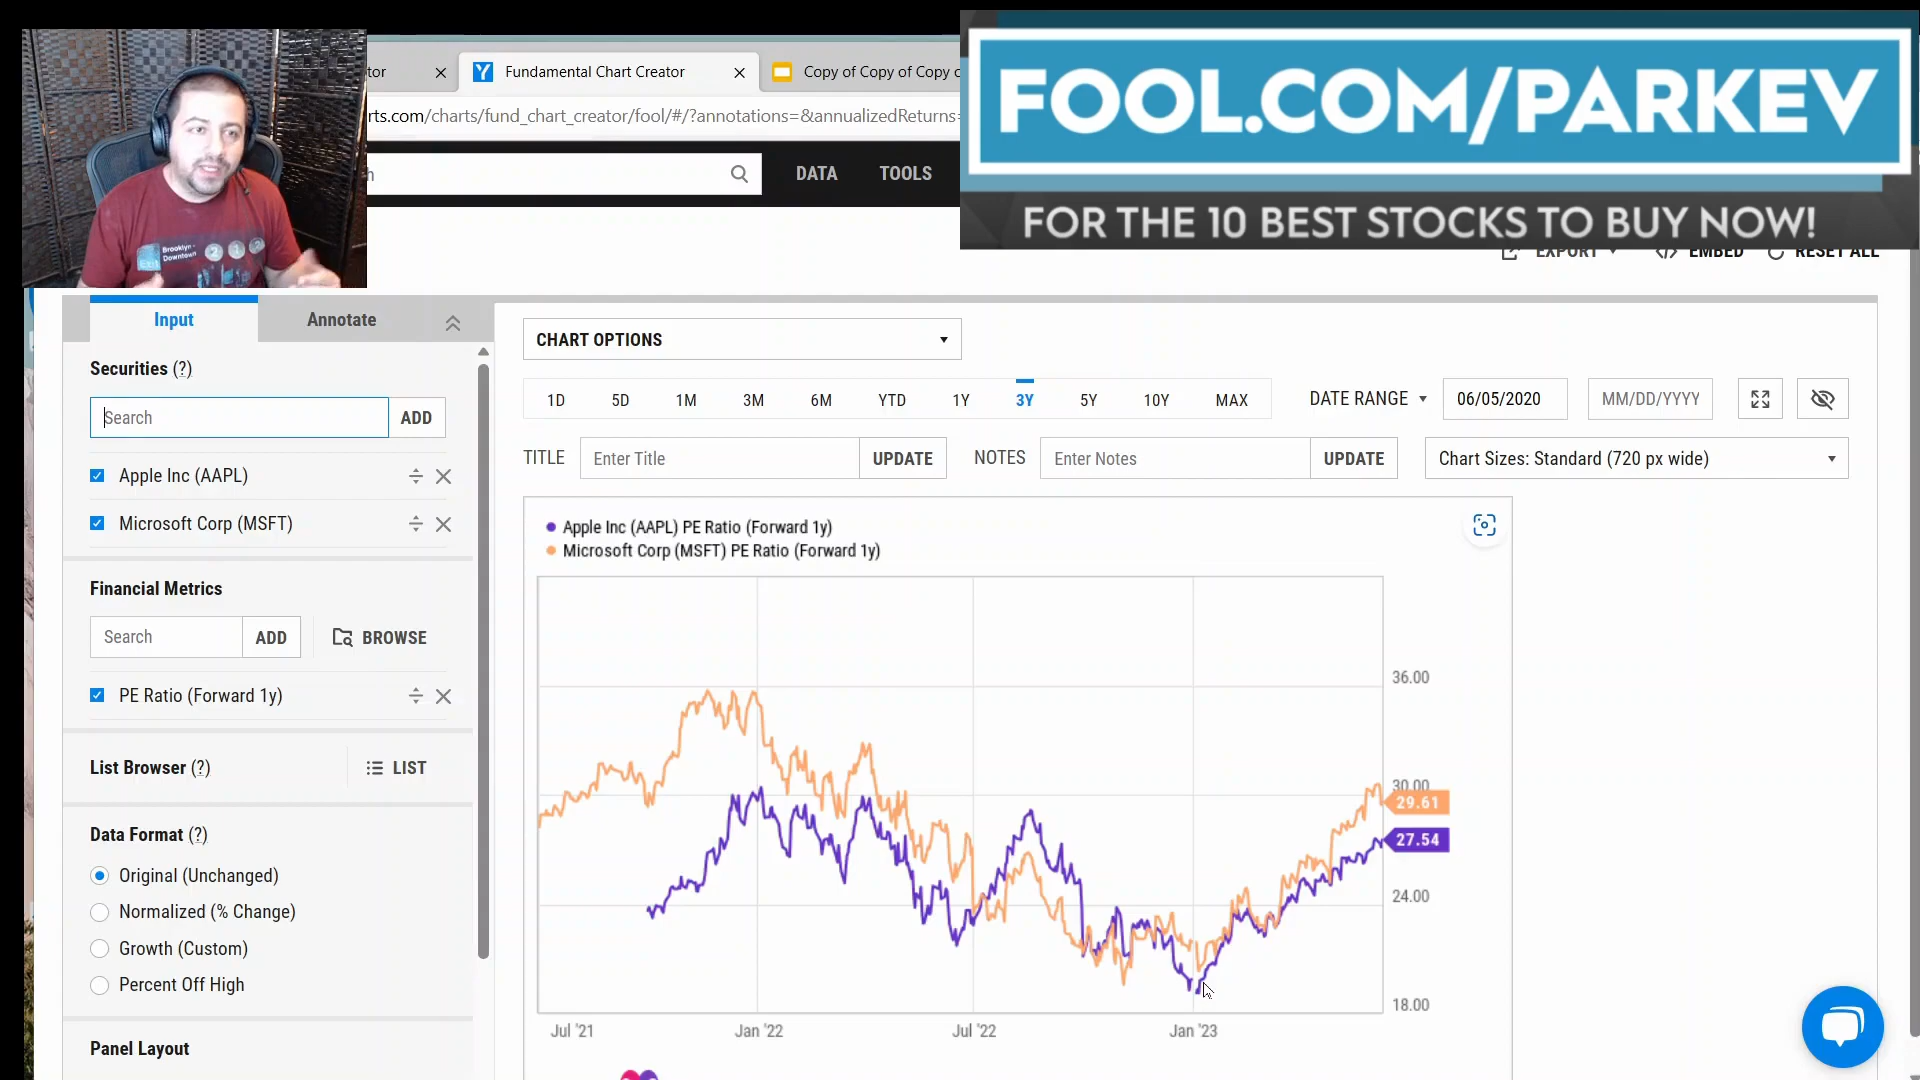 tor
Fundamental Chart Creator
Copy of Copy of Copy c
FOOL.COM/PARKEV
FOR THE 10 BEST STOCKS TO BUY NOW!
rts.com/charts/fund_chart_creator/fool/#/?annotations=&annualizedReturns=
h
DATA
TOOLS
Brooklyn-
Downtown
2 1 2
Exit
EXPORT
EMBED
RESET ALL
Input
Annotate
Securities (?)
Search
ADD
Apple Inc (AAPL)
Microsoft Corp (MSFT)
Financial Metrics
Search
ADD
BROWSE
PE Ratio (Forward 1y)
List Browser (?)
LIST
Data Format (?)
Original (Unchanged)
Normalized (% Change)
Growth (Custom)
Percent Off High
Panel Layout
CHART OPTIONS
1D 5D 1M 3M 6M YTD 1Y 3Y 5Y 10Y MAX
DATE RANGE
06/05/2020
MM/DD/YYYY
TITLE
Enter Title
UPDATE
NOTES
Enter Notes
UPDATE
Chart Sizes: Standard (720 px wide)
Apple Inc (AAPL) PE Ratio (Forward 1y)
Microsoft Corp (MSFT) PE Ratio (Forward 1y)
36.00
30.00
29.61
27.54
24.00
18.00
Jul '21
Jan '22
Jul '22
Jan '23